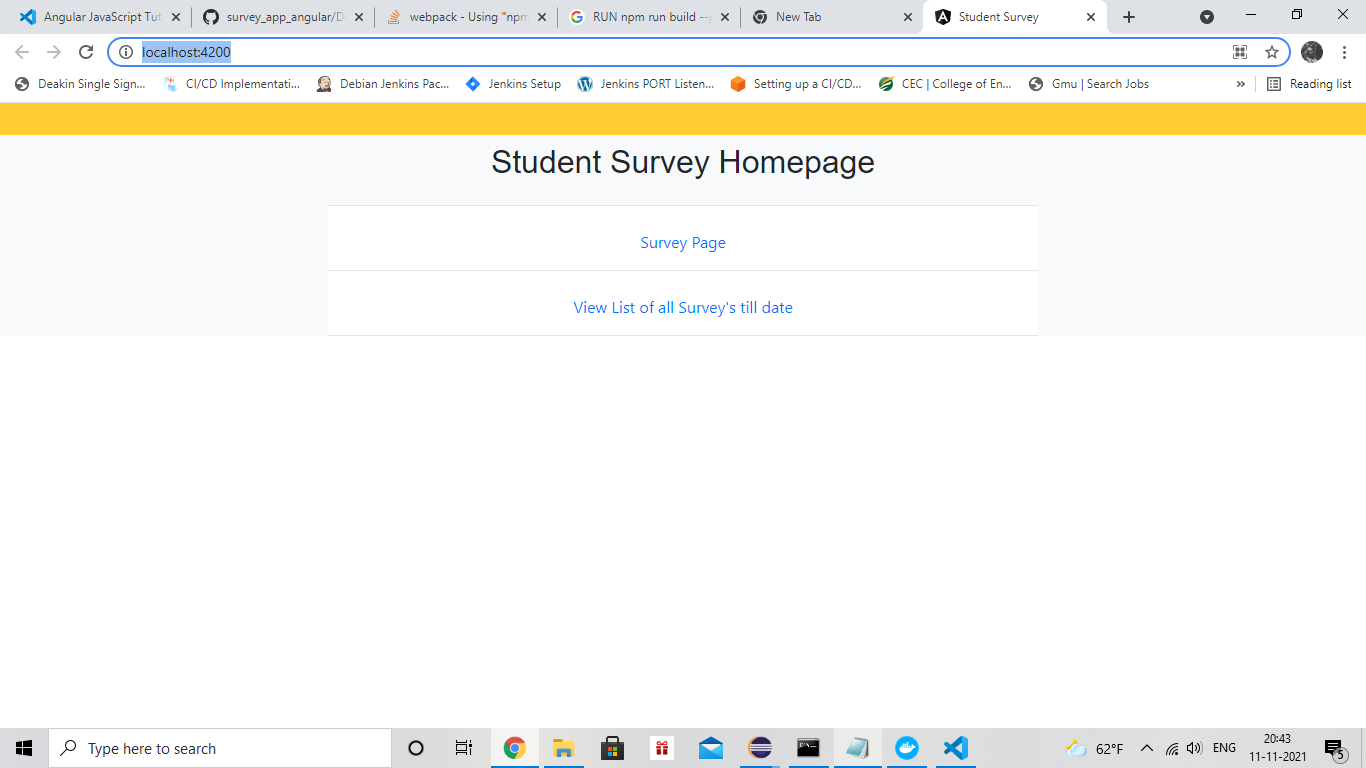 Angular JavaScript Tut
survey_app_angular/D
webpack - Using "npm
RUN npm run build --
New Tab
Student Survey
localhost:4200
Deakin Single Sign...
CI/CD Implementati...
Debian Jenkins Pac...
Jenkins Setup
Jenkins PORT Listen...
Setting up a CI/CD...
CEC | College of En...
Gmu | Search Jobs
»
Reading list
Student Survey Homepage
Survey Page
View List of all Survey's till date
Type here to search
62°F
ENG
20:43
11-11-2021
5